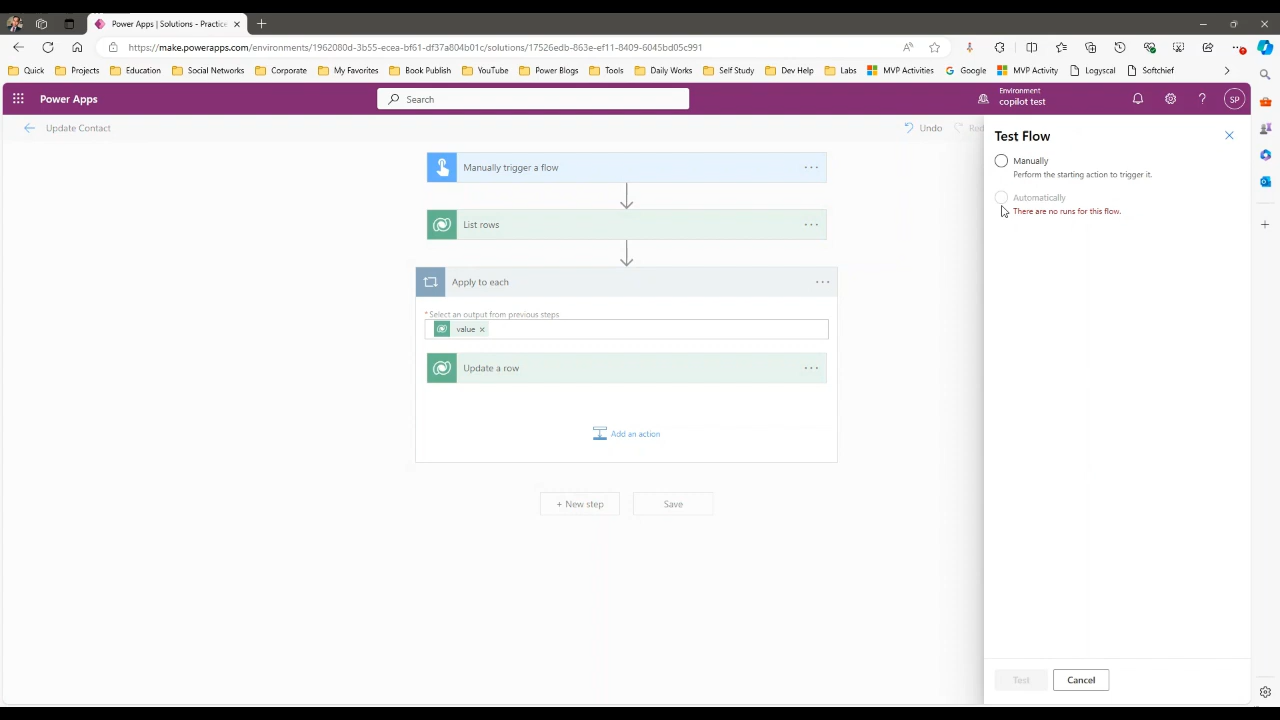 Power Apps | Solutions - Practice
https://make.powerapps.com/environments/1962080d-3b55-ecea-bf61-df37a804b01c/solutions/17526edf-863e-ef11-8409-6045bd05c991
Quick Projects Education Social Networks Corporate My Favorites Book Publish YouTube Power Blogs Tools Daily Works Self Study Dev Help Labs MVP Activities Google MVP Activity Logyscal Softchief
Power Apps
Search
Environment
copilot test
SP
Update Contact
Undo
Test Flow
Manually
Perform the starting action to trigger it.
Automatically
There are no runs for this flow.
Manually trigger a flow
List rows
Apply to each
* Select an output from previous steps
value
Update a row
Add an action
+ New step
Save
Test
Cancel